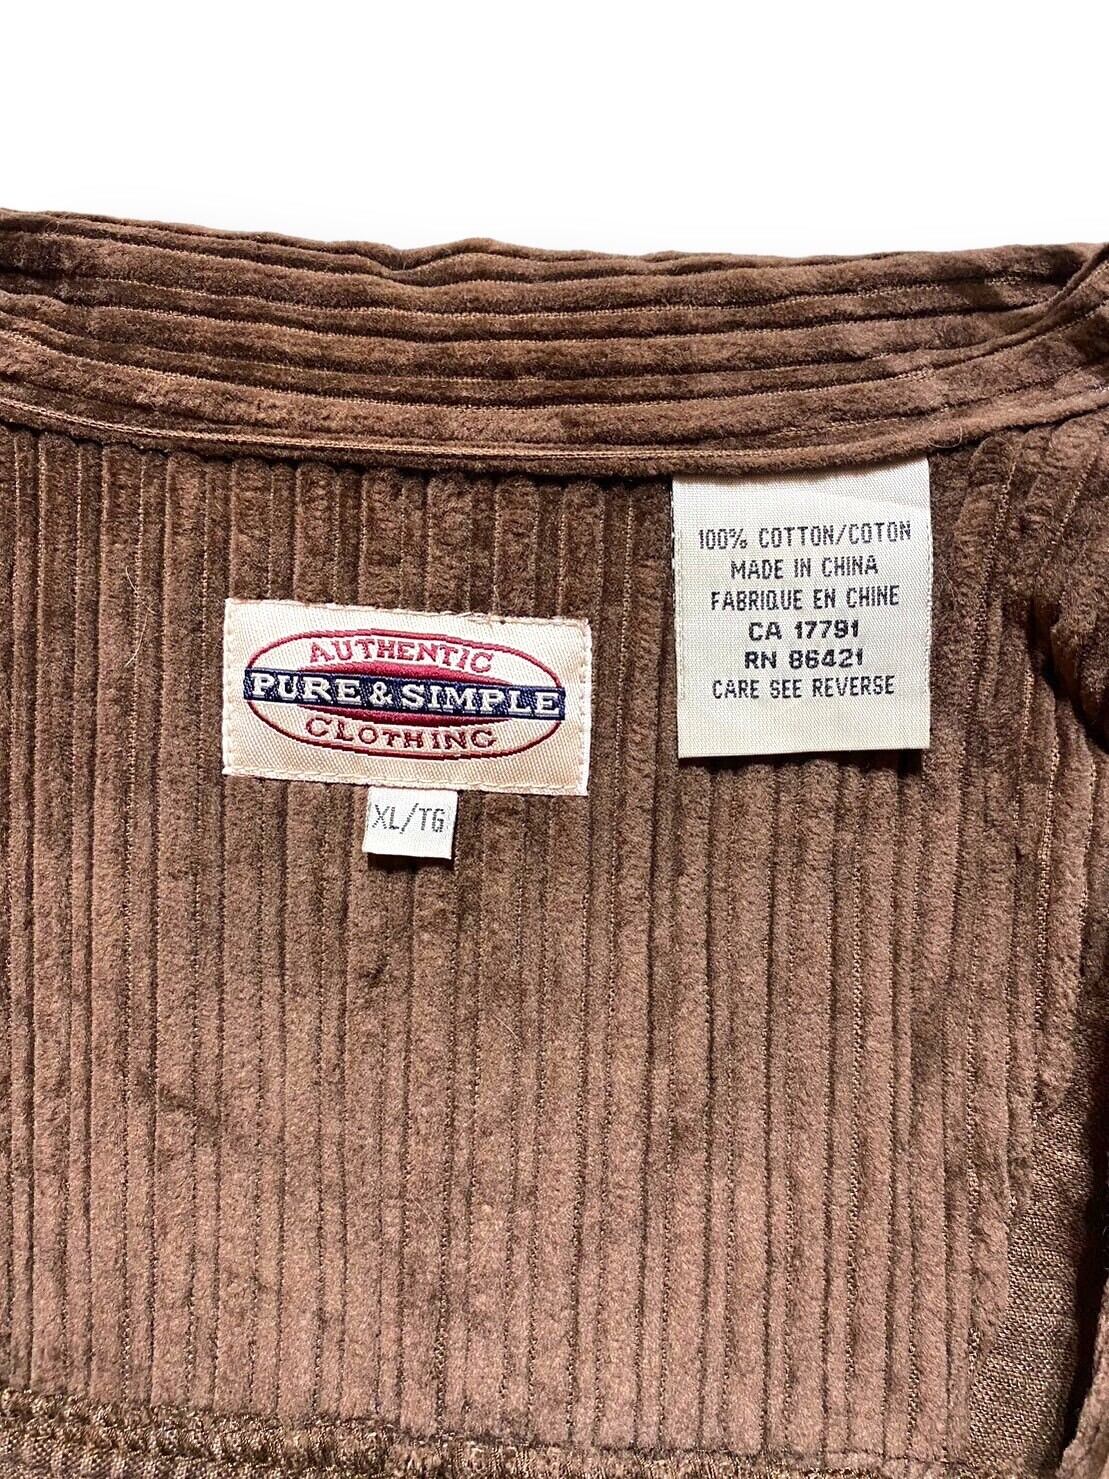 AUTHENTIC
PURE & SIMPLE
CLOTHING
XL/TG
100% COTTON/COTON
MADE IN CHINA
FABRIQUE EN CHINE
CA 17791
RN 86421
CARE SEE REVERSE